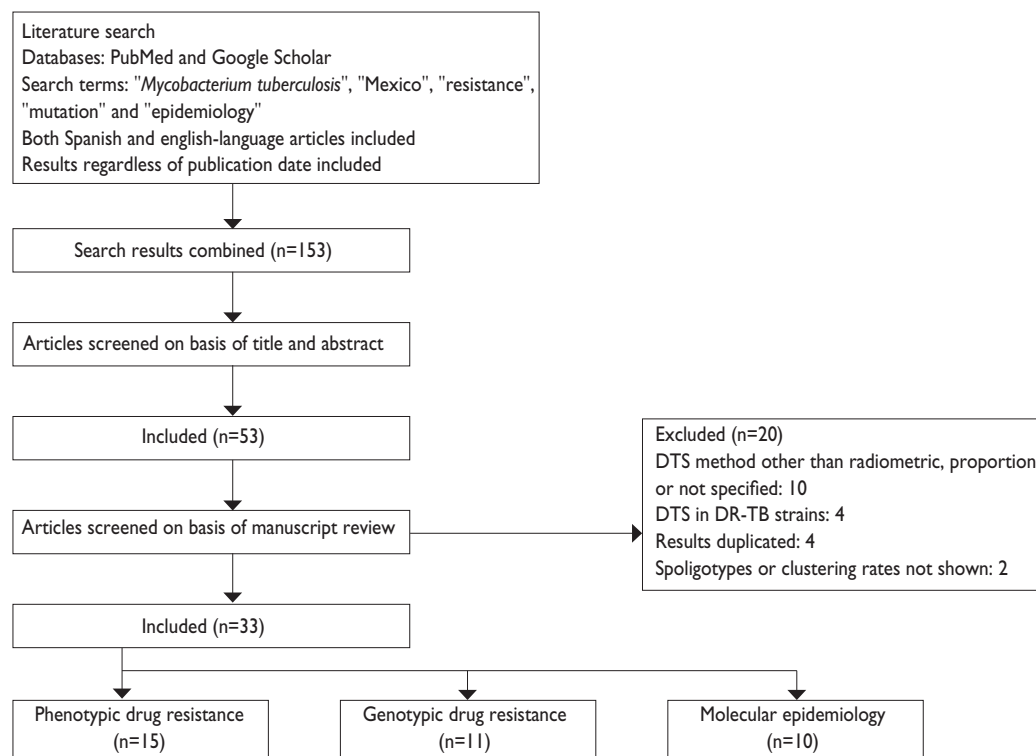 Literature search
Databases: PubMed and Google Scholar
Search terms: "Mycobacterium tuberculosis", "Mexico", "resistance",
"mutation" and "epidemiology"
Both Spanish and english-language articles included
Results regardless of publication date included
Search results combined (n=153)
Articles screened on basis of title and abstract
Included (n=53)
Articles screened on basis of manuscript review
Excluded (n=20)
DTS method other than radiometric, proportion
or not specified: 10
DTS in DR-TB strains: 4
Results duplicated: 4
Spoligotypes or clustering rates not shown: 2
Included (n=33)
Phenotypic drug resistance
(n=15)
Genotypic drug resistance
(n=11)
Molecular epidemiology
(n=10)